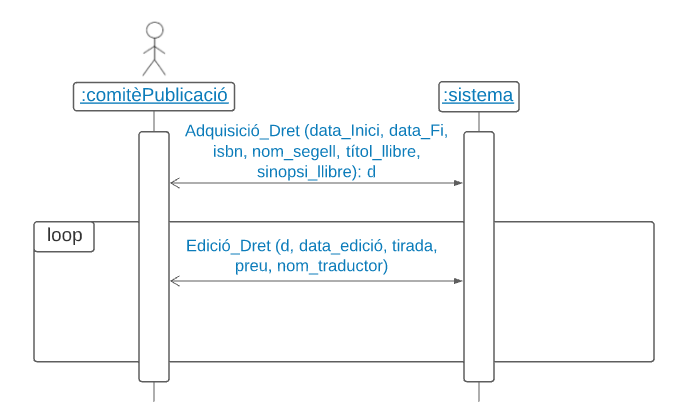 :comitèPublicació
:sistema
Adquisició_Dret (data_Inici, data_Fi,
isbn, nom_segell, títol_llibre,
sinopsi_llibre): d
loop
Edició_Dret (d, data_edició, tirada,
preu, nom_traductor)